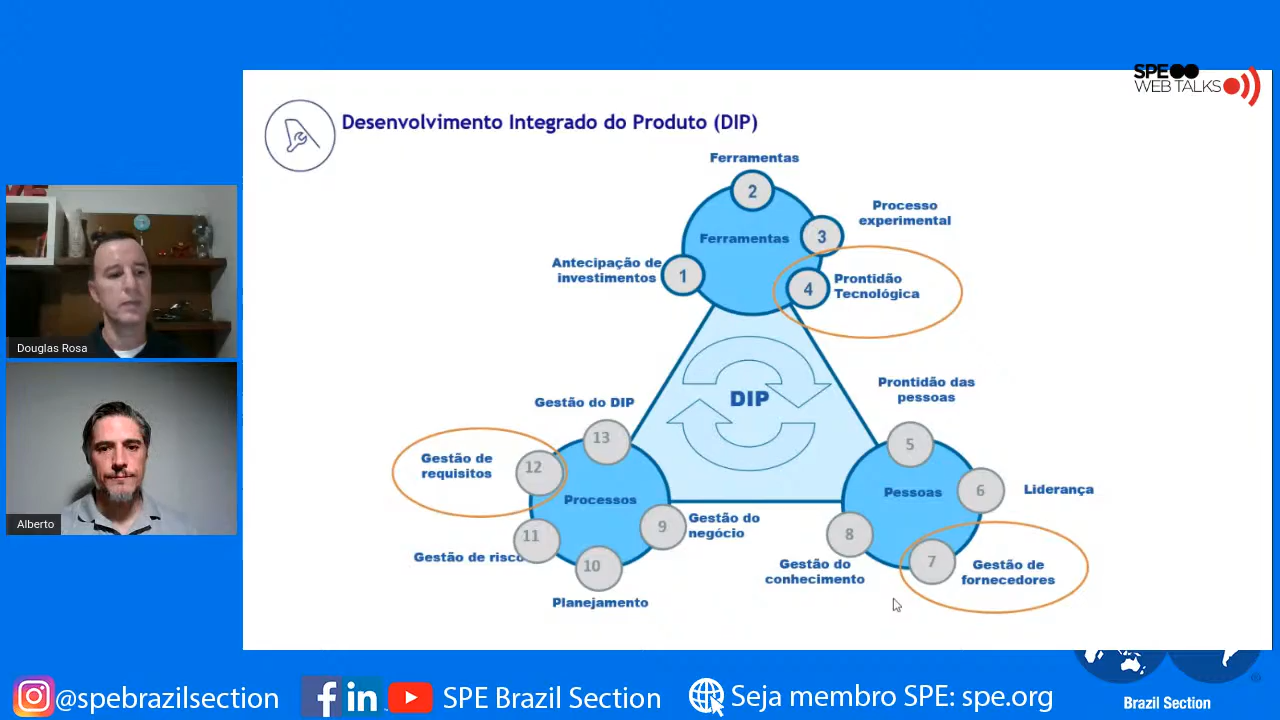 SPE
WEB TALKS
Desenvolvimento Integrado do Produto (DIP)
Ferramentas
2
Processo
experimental
3
Ferramentas
Antecipação de
investimentos
1
4
Prontidão
Tecnológica
DIP
Prontidão das
pessoas
5
Pessoas
6
Liderança
7
Gestão de
fornecedores
8
Gestão do
conhecimento
Gestão do DIP
13
Gestão de
requisitos
12
Processos
9
Gestão do
negócio
11
Gestão de risco
10
Planejamento
Douglas Rosa
Alberto
@spebrazilsection
SPE Brazil Section
Seja membro SPE: spe.org
Brazil Section